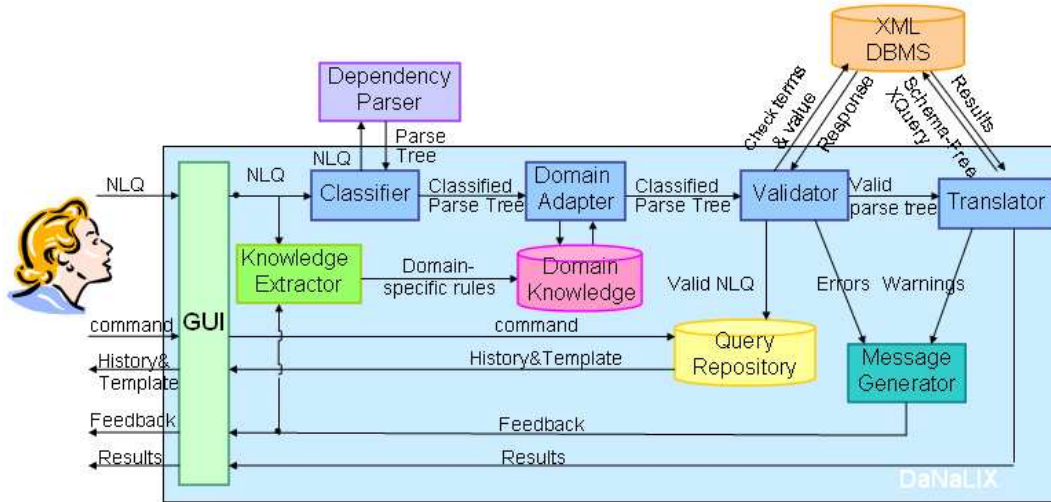 XML
DBMS
Dependency
Parser
Check terms
& value
Response
Schema-Free
XQuery
Results
Parse
Tree
NLQ
NLQ
NLQ
Classifier
Classified
Parse Tree
Domain
Adapter
Classified
Parse Tree
Validator
Valid
parse tree
Translator
Knowledge
Extractor
Domain-
specific rules
Domain
Knowledge
Valid NLQ
Errors
Warnings
GUI
command
command
Query
Repository
History&
Template
History&Template
Message
Generator
Feedback
Feedback
Results
Results
DaNaLIX